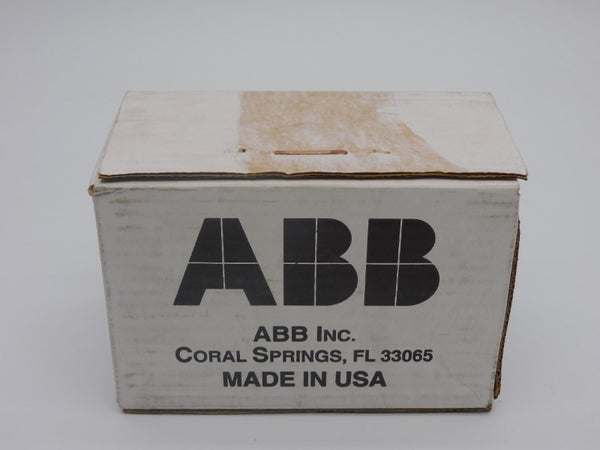 ABB
ABB Inc.
Coral Springs, FL 33065
MADE IN USA